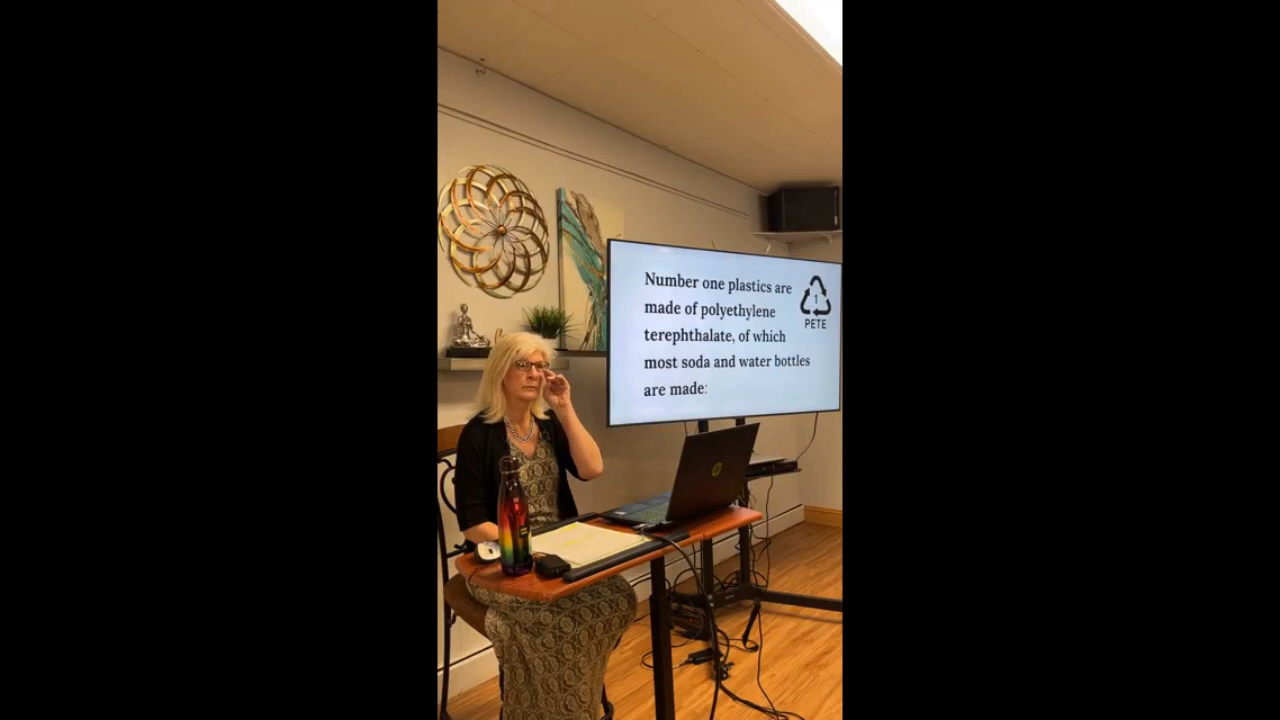 Number one plastics are
made of polyethylene
terephthalate, of which
most soda and water bottles
are made:
1
PETE
hp